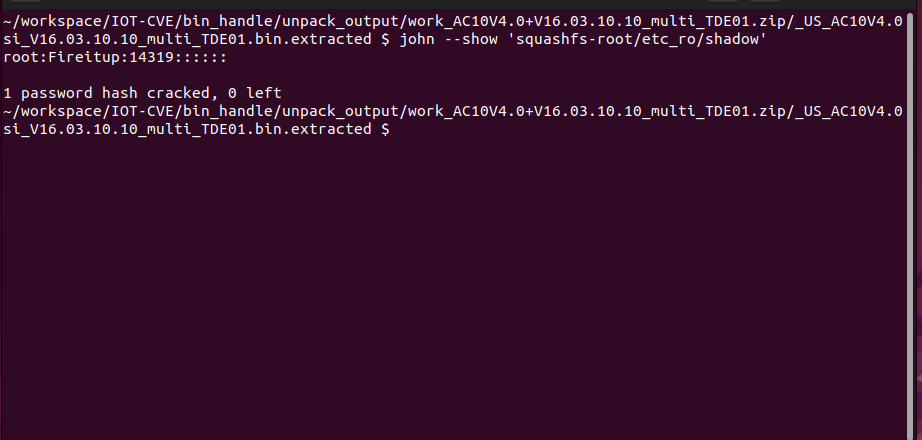 ~/workspace/IOT-CVE/bin_handle/unpack_output/work_AC10V4.0+V16.03.10.10_multi_TDE01.zip/_US_AC10V4.0
si_V16.03.10.10_multi_TDE01.bin.extracted $ john --show 'squashfs-root/etc_ro/shadow'
root:Fireitup:14319::::::
1 password hash cracked, 0 left
~/workspace/IOT-CVE/bin_handle/unpack_output/work_AC10V4.0+V16.03.10.10_multi_TDE01.zip/_US_AC10V4.0
si_V16.03.10.10_multi_TDE01.bin.extracted $